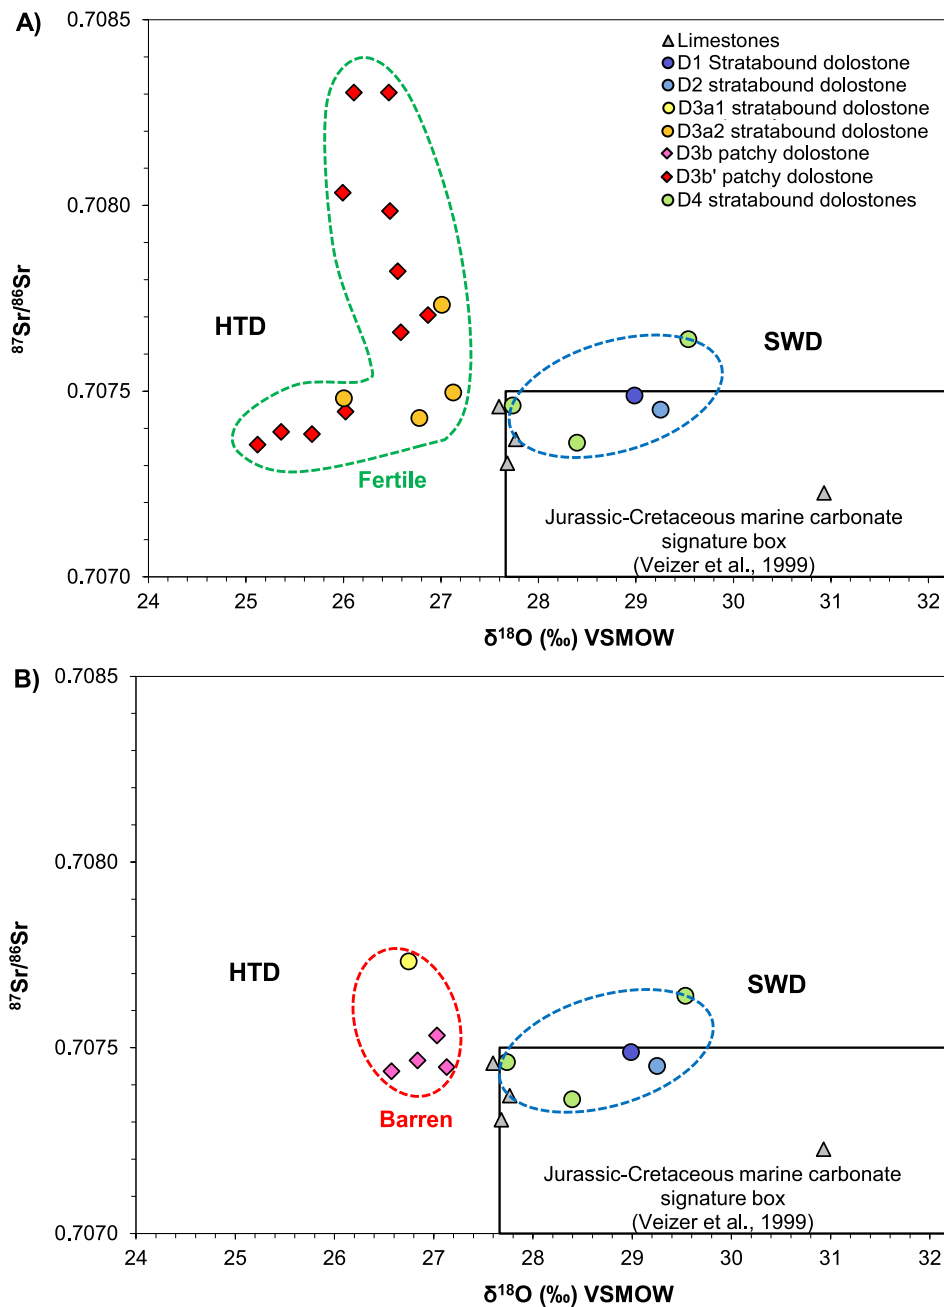 A)
0.7085
Limestones
D1 Stratabound dolostone
D2 stratabound dolostone
D3a1 stratabound dolostone
D3a2 stratabound dolostone
D3b patchy dolostone
D3b' patchy dolostone
D4 stratabound dolostones
0.7080
⁸⁷Sr/⁸⁶Sr
HTD
SWD
0.7075
Fertile
Jurassic-Cretaceous marine carbonate
signature box
(Veizer et al., 1999)
0.7070
24 25 26 27 28 29 30 31 32
δ¹⁸O (‰) VSMOW
B)
0.7085
0.7080
⁸⁷Sr/⁸⁶Sr
HTD
SWD
0.7075
Barren
Jurassic-Cretaceous marine carbonate
signature box
(Veizer et al., 1999)
0.7070
24 25 26 27 28 29 30 31 32
δ¹⁸O (‰) VSMOW